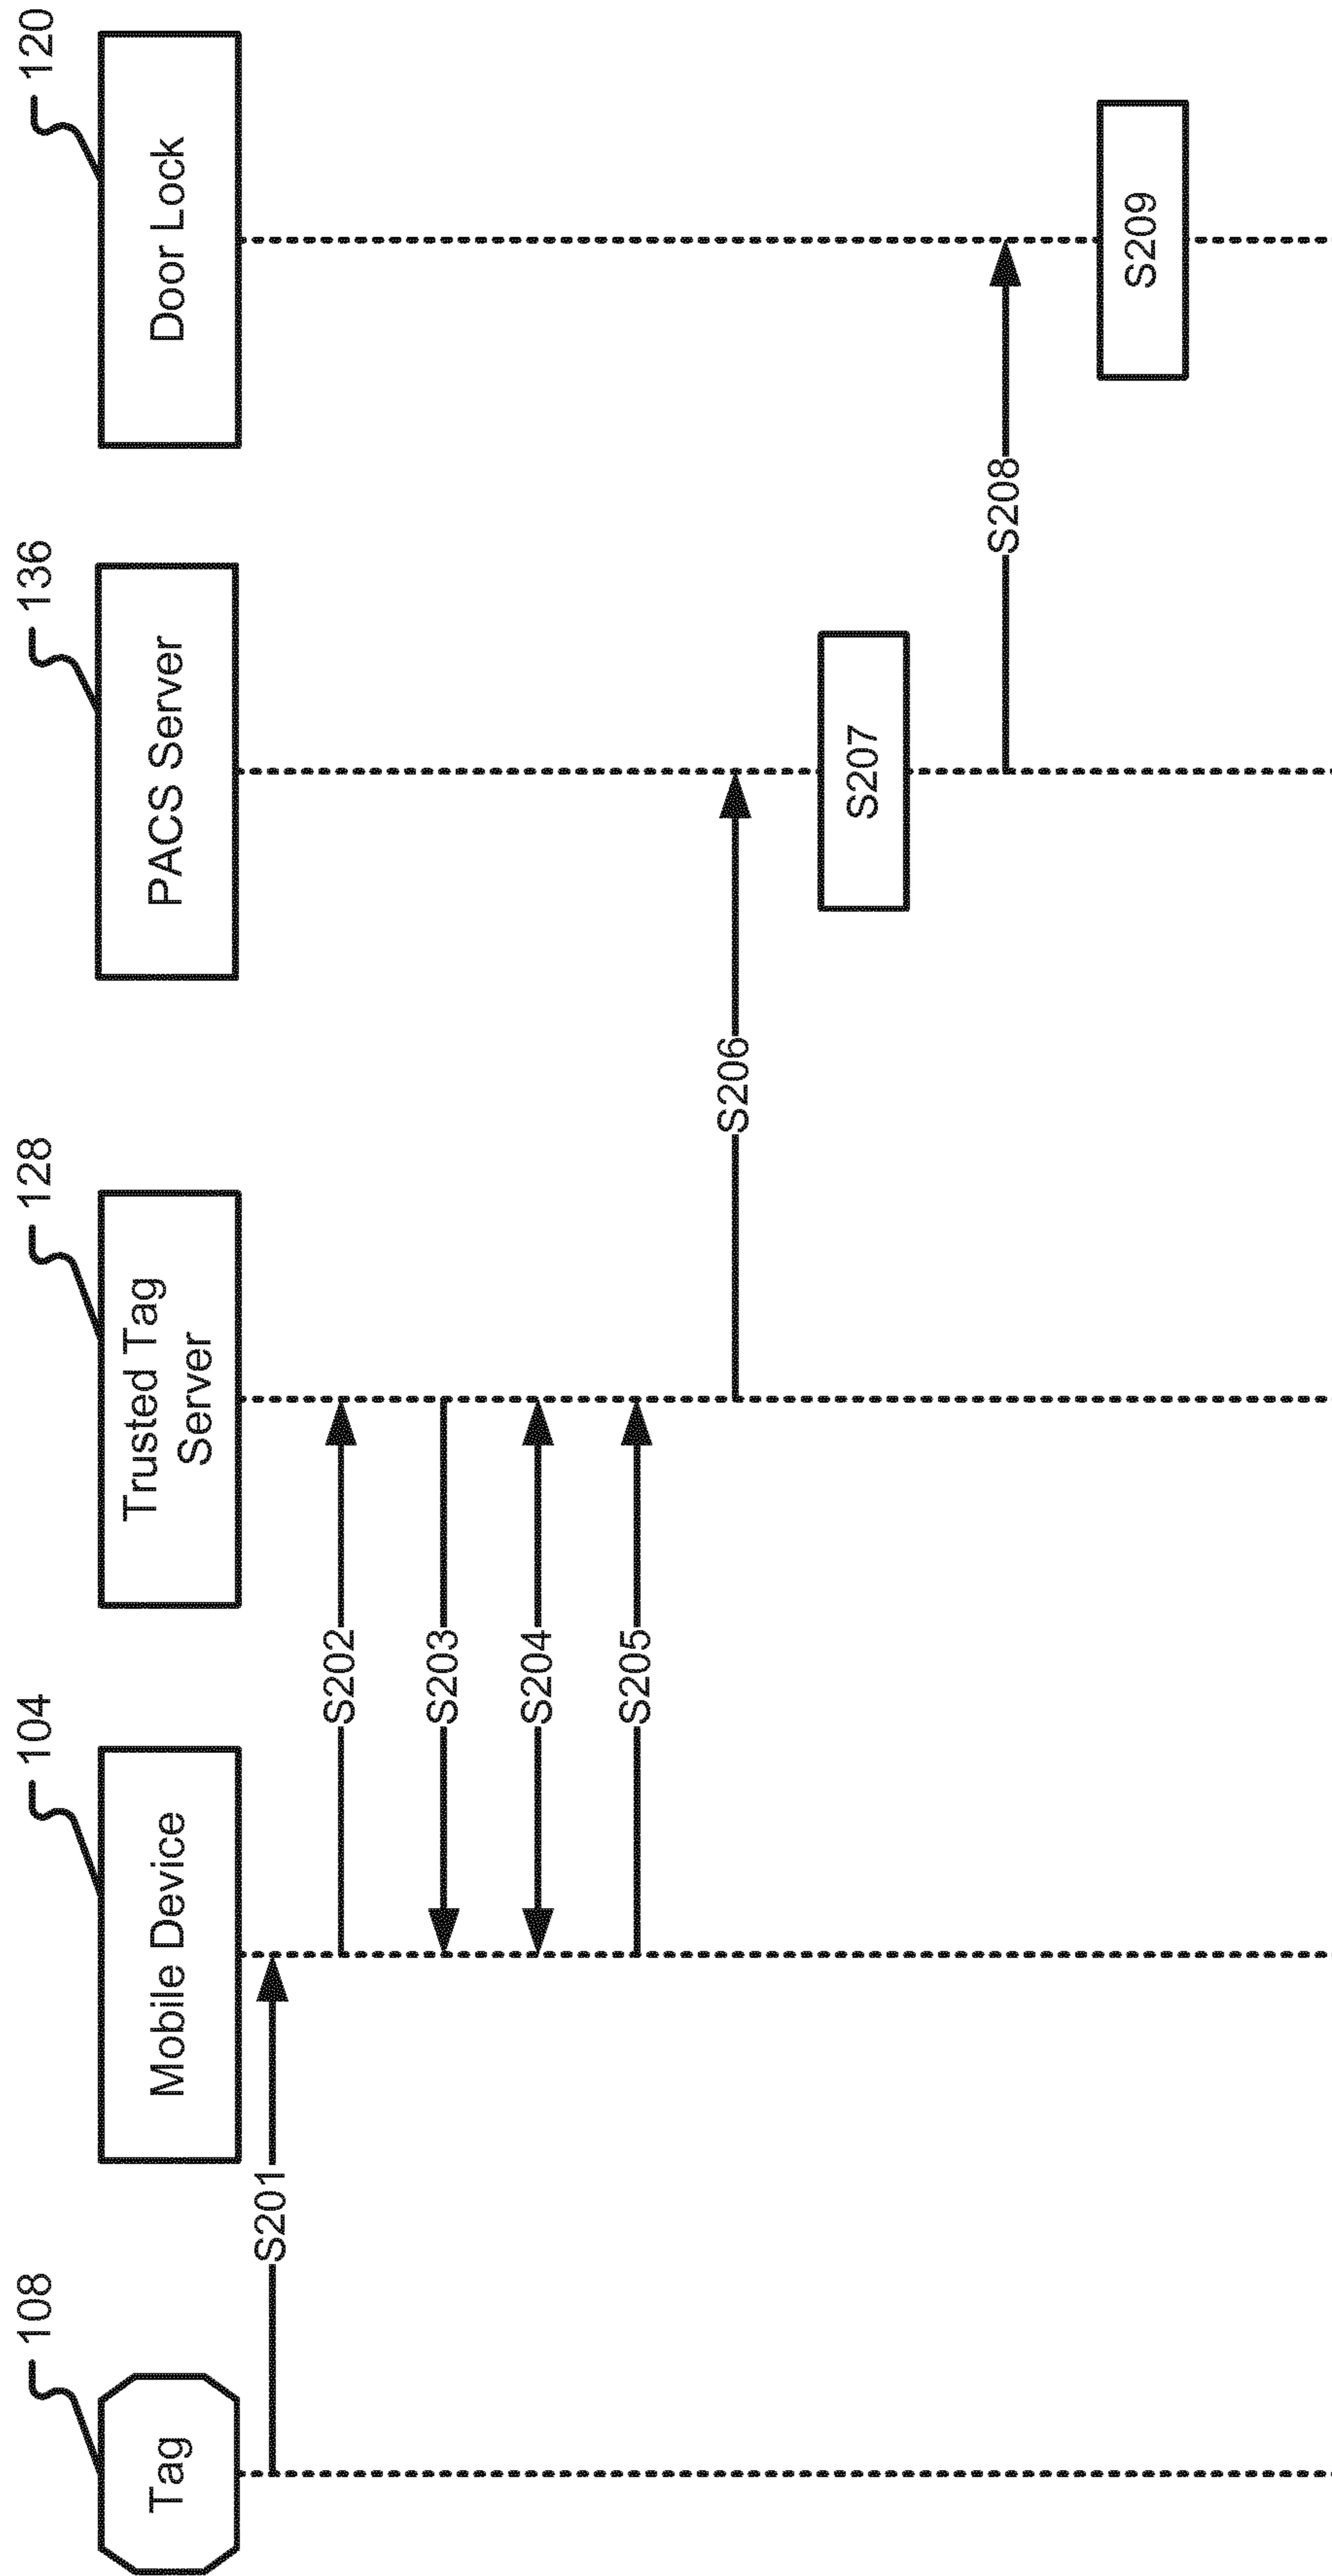 108
104
128
136
120
Tag
Mobile Device
Trusted Tag
Server
PACS Server
Door Lock
S201
S202
S203
S204
S205
S206
S207
S208
S209